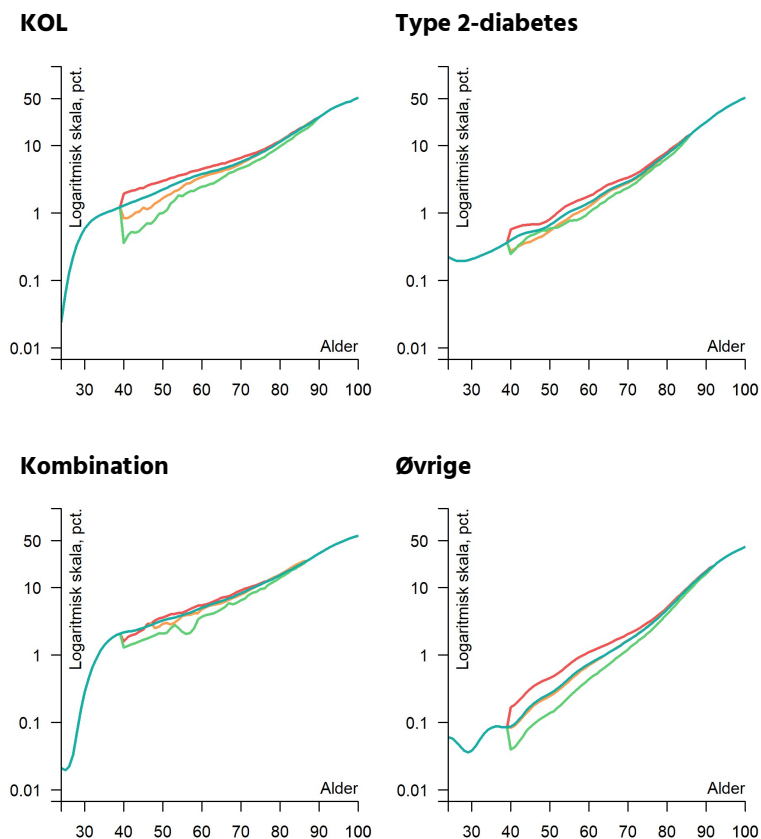 KOL
Type 2-diabetes
Logaritmisk skala, pct.
50
10
1
0.1
0.01
Alder
30 40 50 60 70 80 90 100
Logaritmisk skala, pct.
50
10
1
0.1
0.01
Alder
30 40 50 60 70 80 90 100
Kombination
Øvrige
Logaritmisk skala, pct.
50
10
1
0.1
0.01
Alder
30 40 50 60 70 80 90 100
Logaritmisk skala, pct.
50
10
1
0.1
0.01
Alder
30 40 50 60 70 80 90 100